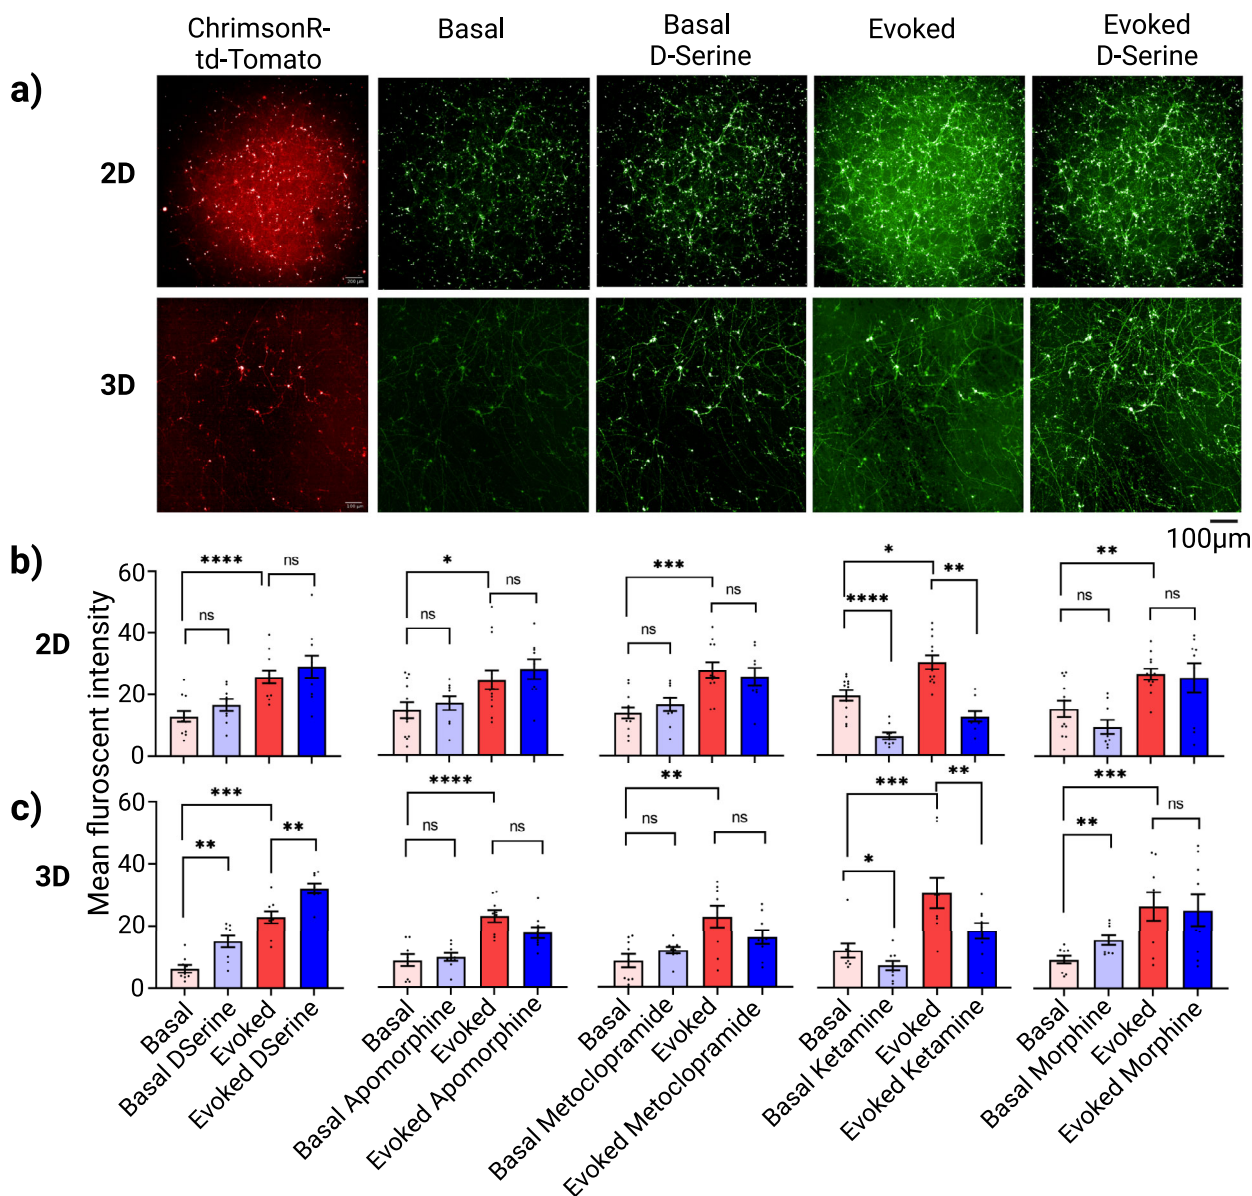 ChrimsonR-
td-Tomato
Basal
Basal
D-Serine
Evoked
Evoked
D-Serine
a)
2D
3D
100μm
b)
2D
Mean fluroscent intensity
60
40
20
0
****
ns
ns
*
ns
ns
***
ns
ns
*
**
****
**
ns
ns
c)
3D
60
40
20
0
***
**
**
****
ns
ns
**
ns
ns
***
**
*
***
ns
**
Basal
Basal DSerine
Evoked
Evoked DSerine
Basal
Basal Apomorphine
Evoked
Evoked Apomorphine
Basal
Basal Metoclopramide
Evoked
Evoked Metoclopramide
Basal
Basal Ketamine
Evoked
Evoked Ketamine
Basal
Basal Morphine
Evoked
Evoked Morphine